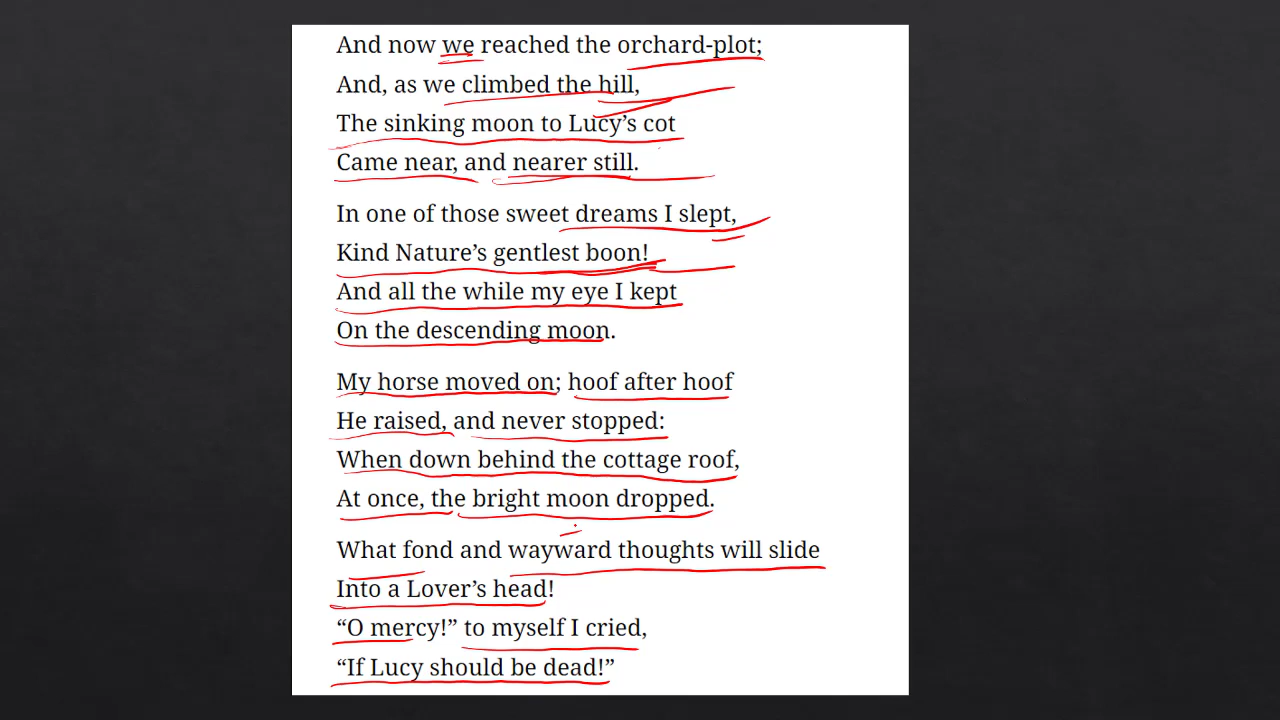 And now we reached the orchard-plot;
And, as we climbed the hill,
The sinking moon to Lucy’s cot
Came near, and nearer still.
In one of those sweet dreams I slept,
Kind Nature’s gentlest boon!
And all the while my eye I kept
On the descending moon.
My horse moved on; hoof after hoof
He raised, and never stopped:
When down behind the cottage roof,
At once, the bright moon dropped.
What fond and wayward thoughts will slide
Into a Lover’s head!
“O mercy!” to myself I cried,
“If Lucy should be dead!”